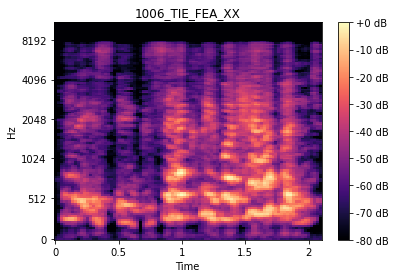 1006_TIE_FEA_XX
+0 dB
8192
-10 dB
4096
-20 dB
-30 dB
2048
Hz
-40 dB
1024
-50 dB
512
-60 dB
-70 dB
0
-80 dB
0 0.5 1 1.5 2
Time